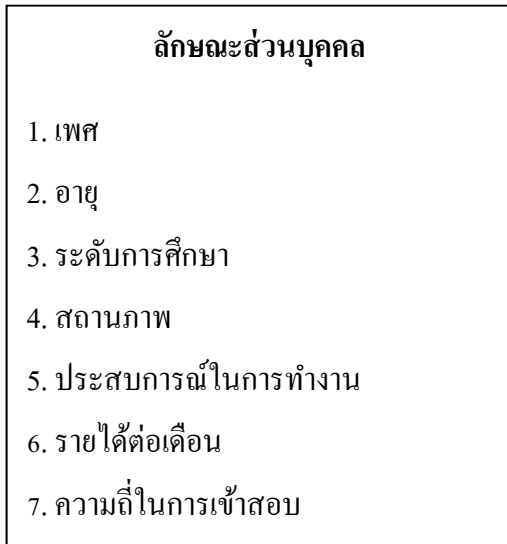 ลักษณะส่วนบุคคล
1. เพศ
2. อายุ
3. ระดับการศึกษา
4. สถานภาพ
5. ประสบการณ์ในการทำงาน
6. รายได้ต่อเดือน
7. ความถี่ในการเข้าสอบ